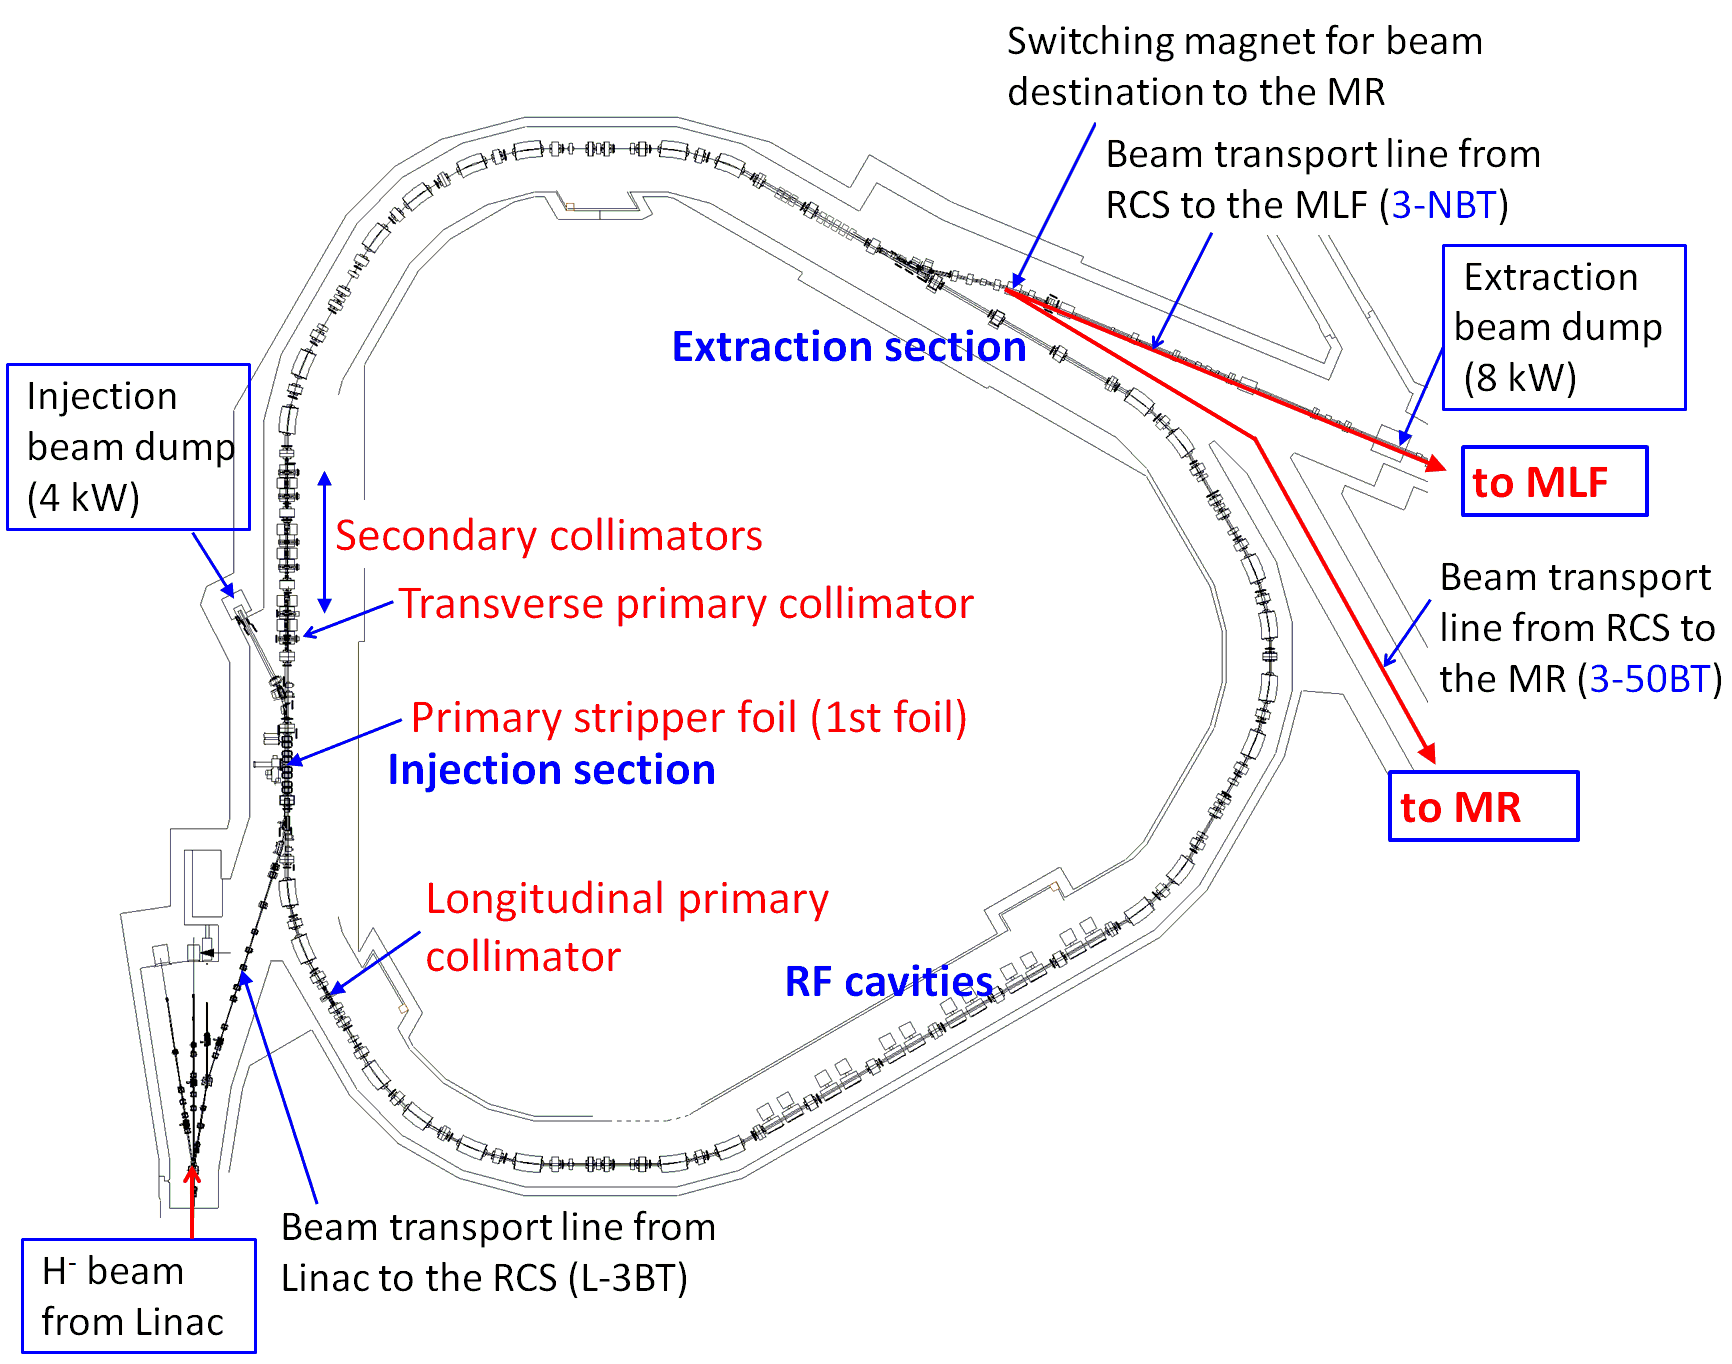 Switching magnet for beam
destination to the MR
Beam transport line from
RCS to the MLF (3-NBT)
Extraction
beam dump
(8 kW)
Extraction section
Injection
beam dump
(4 kW)
to MLF
Secondary collimators
Transverse primary collimator
Beam transport
line from RCS to
the MR (3-50BT)
Primary stripper foil (1st foil)
Injection section
to MR
Longitudinal primary
collimator
RF cavities
Beam transport line from
Linac to the RCS (L-3BT)
H- beam
from Linac